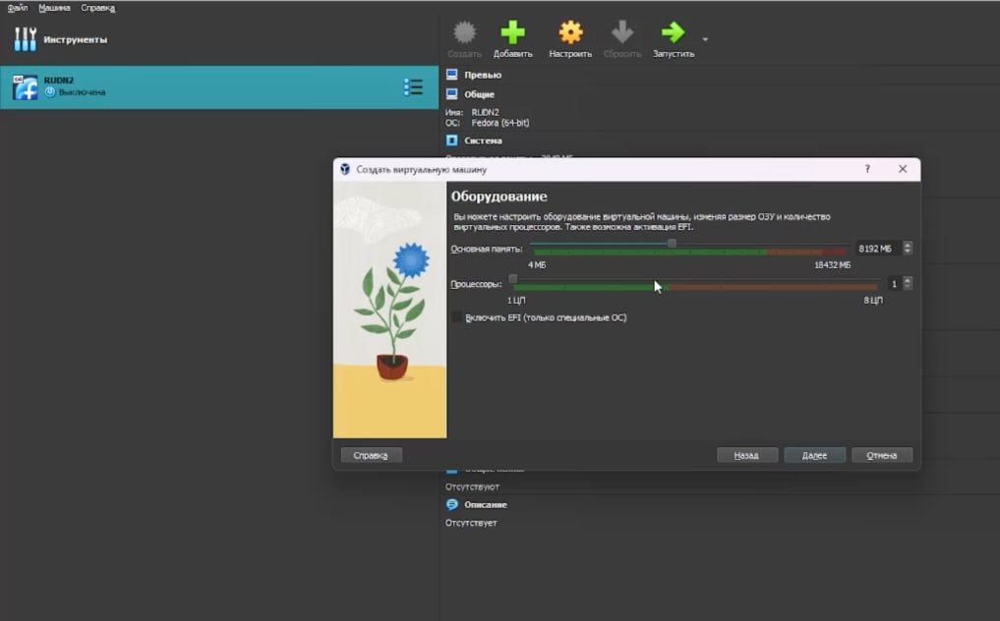 Файл Машина Справка
Инструменты
Создать Добавить Настроить Сбросить Запустить
64
RUDN2
Выключена
Превью
Общие
Имя: RUDN2
ОС: Fedora (64-bit)
Система
Создать виртуальную машину ?
Оборудование
Вы можете настроить оборудование виртуальной машины, изменяя размер ОЗУ и количество
виртуальных процессоров. Также возможна активация EFI.
Основная память: 8192 МБ
4 МБ 18432 МБ
Процессоры: 1
1 ЦП 8 ЦП
Включить EFI (только специальные ОС)
Справка Назад Далее Отмена
Отсутствуют
Описание
Отсутствует